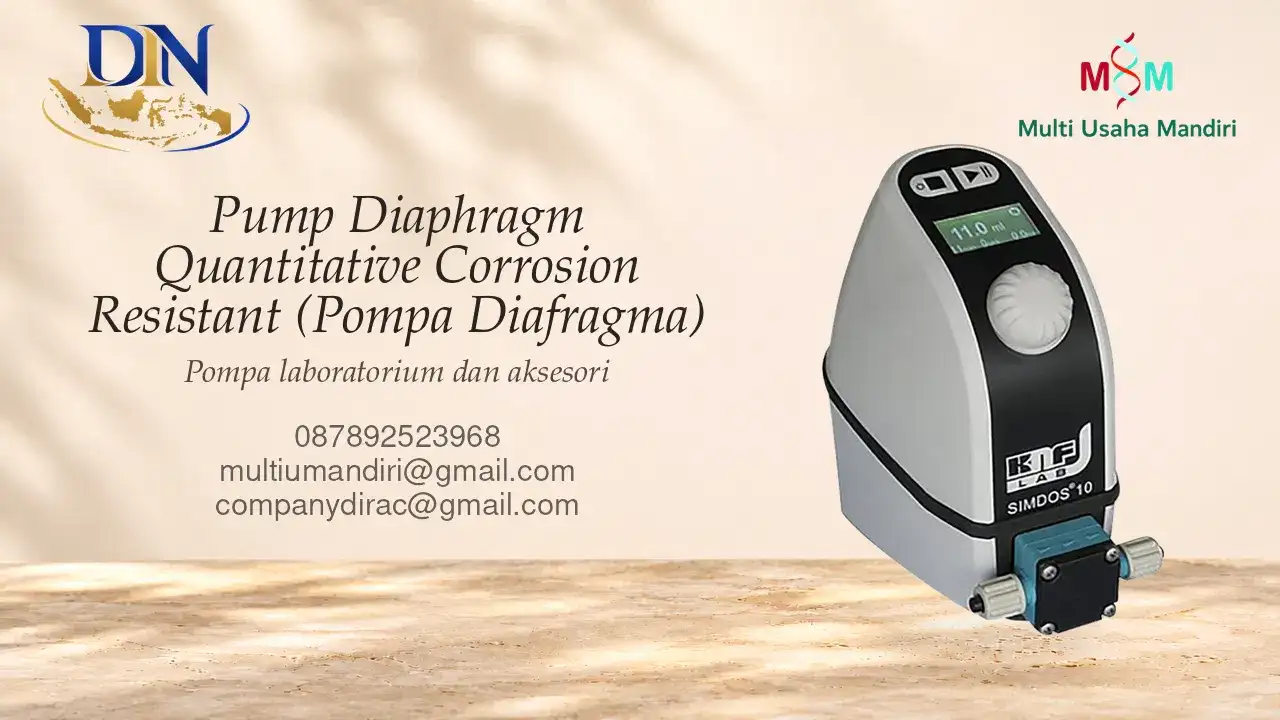 DIN
MSM
Multi Usaha Mandiri
Pump Diaphragm
Quantitative Corrosion
Resistant (Pompa Diafragma)
Pompa laboratorium dan aksesori
087892523968
multiumandiri@gmail.com
companydirac@gmail.com
11.0 ml
KNF
LAB
SIMDOS®10